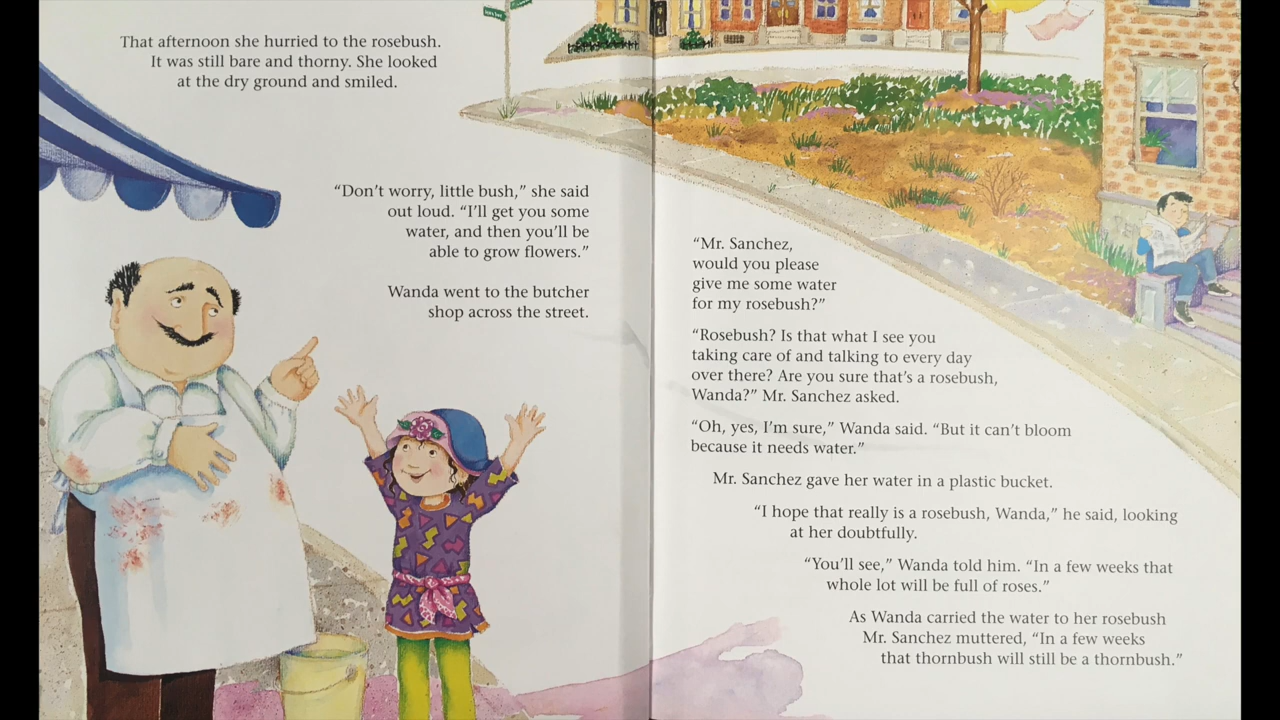 That afternoon she hurried to the rosebush.
It was still bare and thorny. She looked
at the dry ground and smiled.
“Don’t worry, little bush,” she said
out loud. “I’ll get you some
water, and then you’ll be
able to grow flowers.”
Wanda went to the butcher
shop across the street.
“Mr. Sanchez,
would you please
give me some water
for my rosebush?”
“Rosebush? Is that what I see you
taking care of and talking to every day
over there? Are you sure that’s a rosebush,
Wanda?” Mr. Sanchez asked.
“Oh, yes, I’m sure,” Wanda said. “But it can’t bloom
because it needs water.”
Mr. Sanchez gave her water in a plastic bucket.
“I hope that really is a rosebush, Wanda,” he said, looking
at her doubtfully.
“You’ll see,” Wanda told him. “In a few weeks that
whole lot will be full of roses.”
As Wanda carried the water to her rosebush
Mr. Sanchez muttered, “In a few weeks
that thornbush will still be a thornbush.”